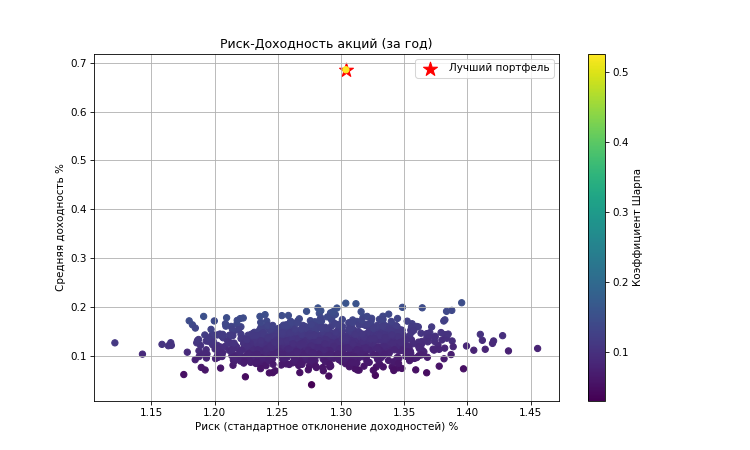 Риск-Доходность акций (за год)
Лучший портфель
Средняя доходность %
0.7
0.6
0.5
0.4
0.3
0.2
0.1
1.15 1.20 1.25 1.30 1.35 1.40 1.45
Риск (стандартное отклонение доходностей) %
0.5
0.4
0.3
0.2
0.1
Коэффициент Шарпа